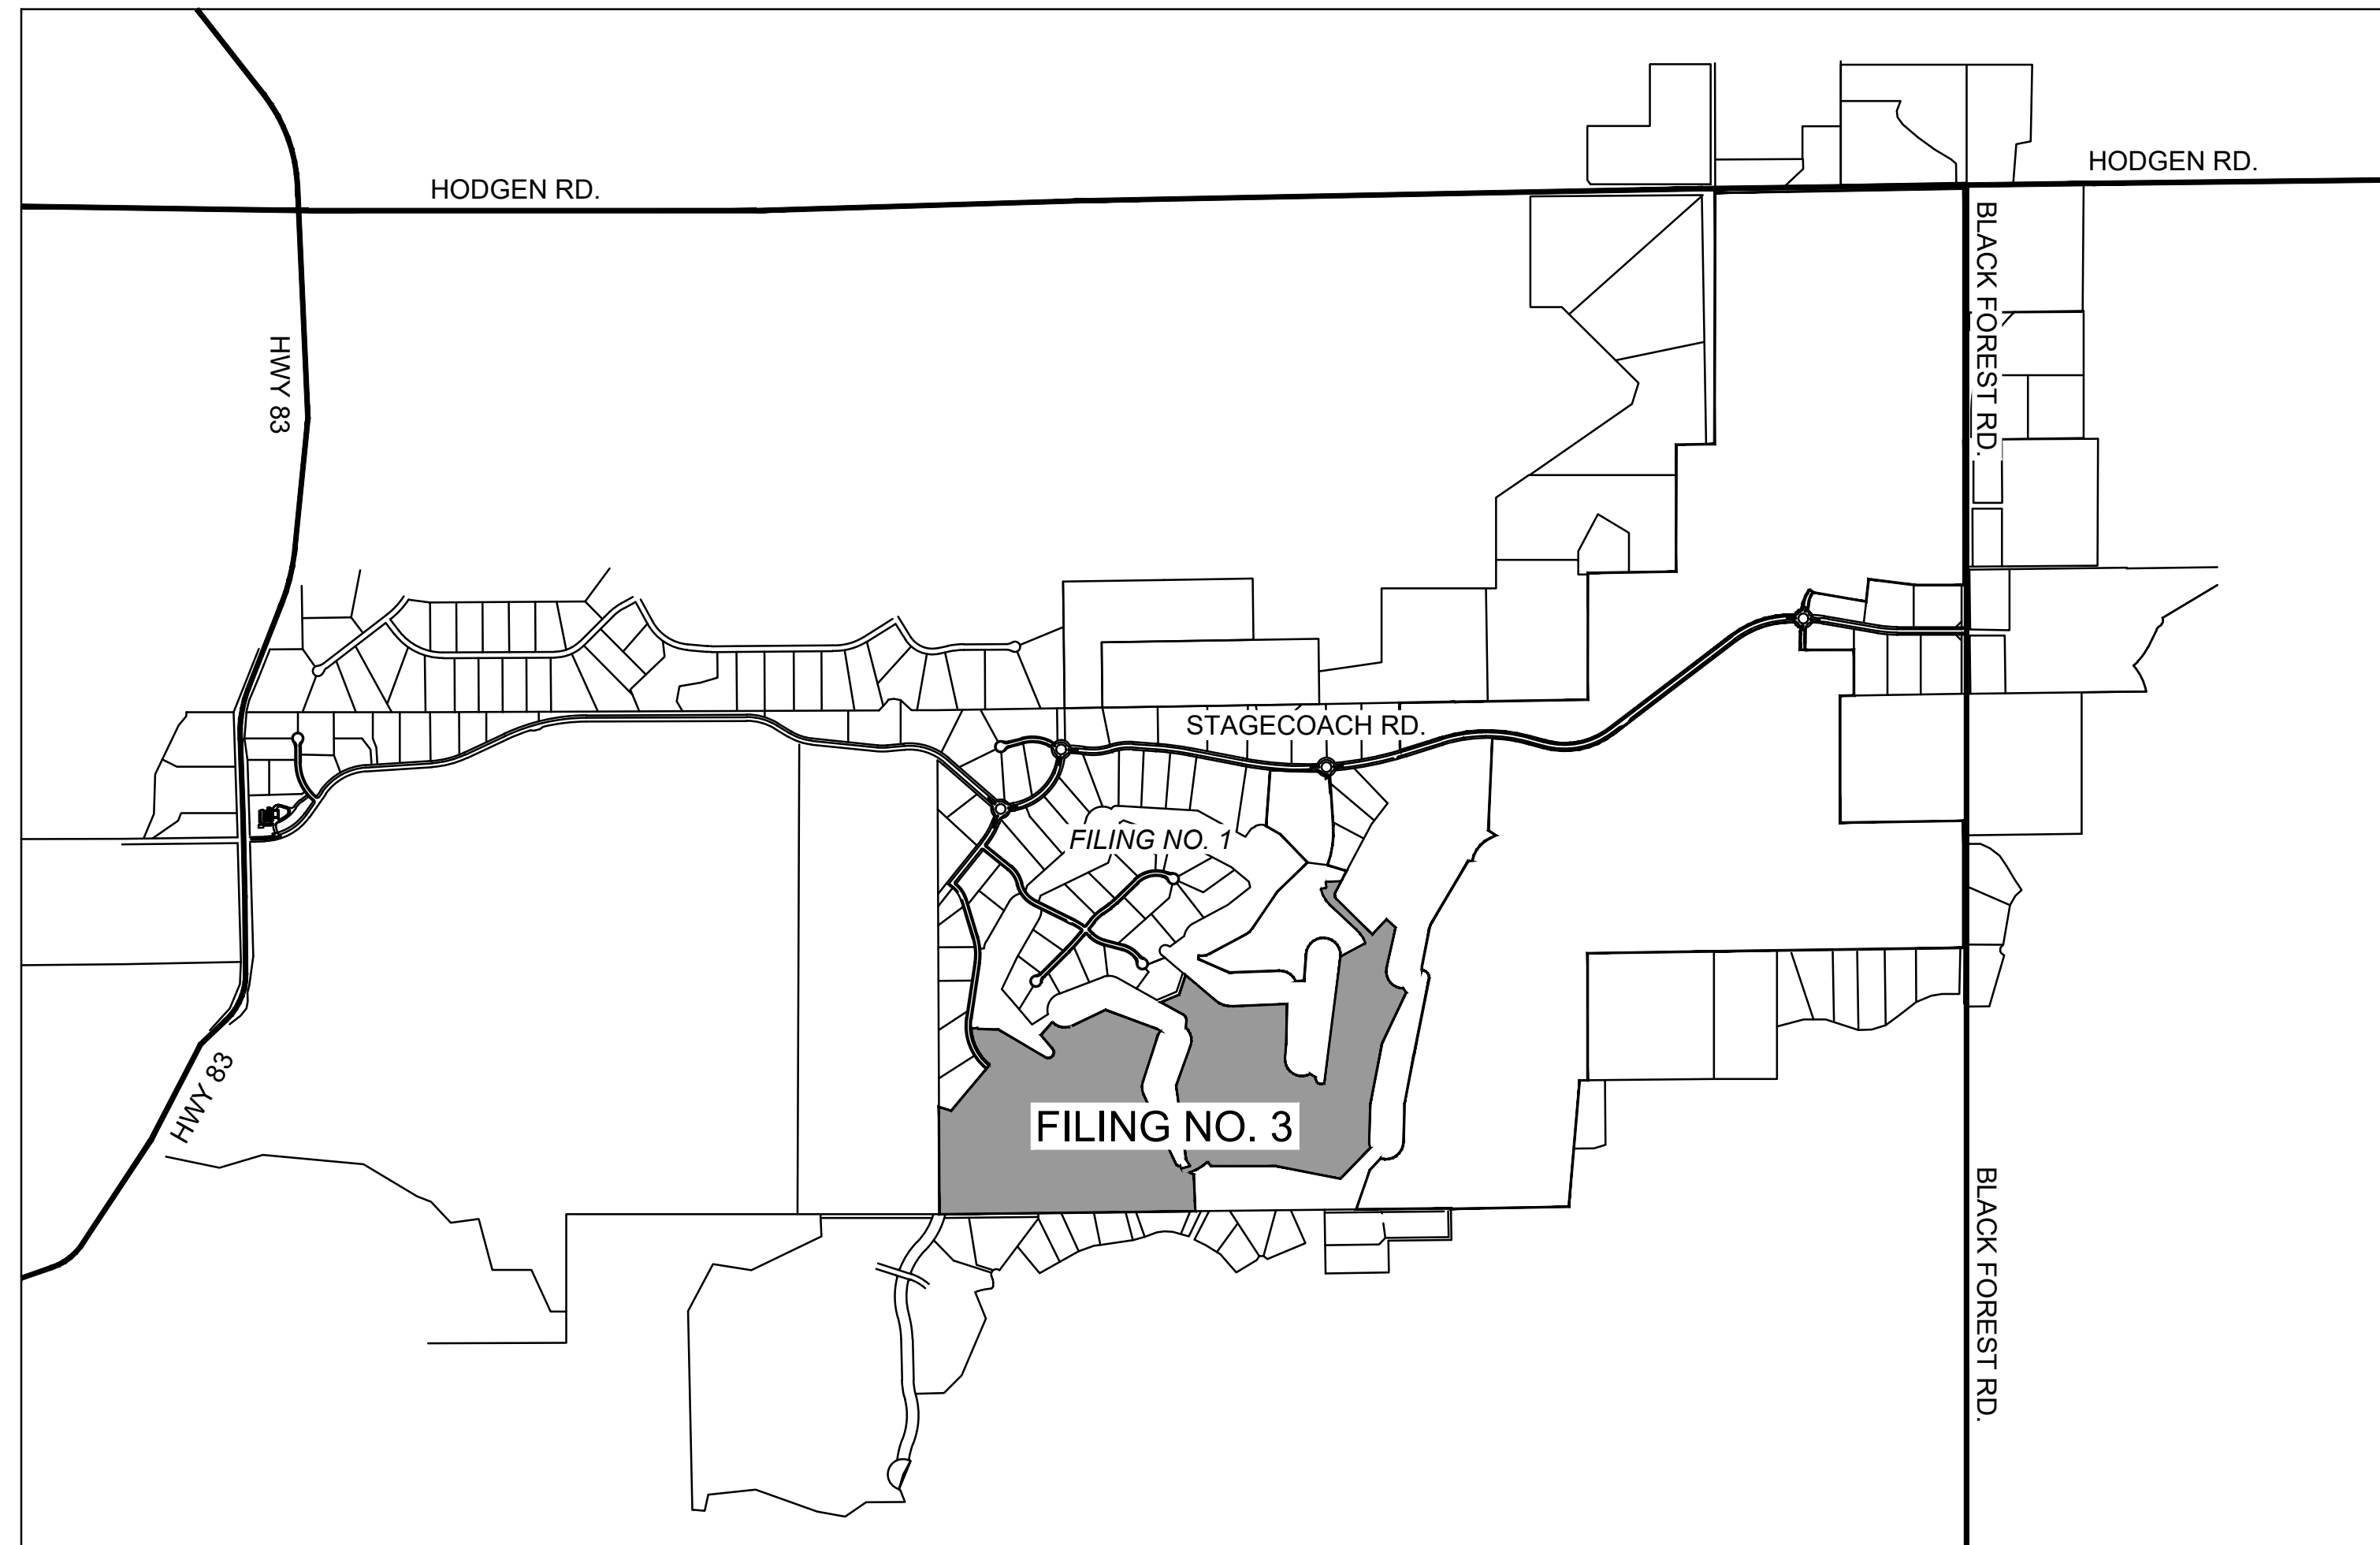 HODGEN RD.
HODGEN RD.
BLACK FOREST RD.
HWY 83
STAGECOACH RD.
FILING NO. 1
HWY 83
FILING NO. 3
BLACK FOREST RD.